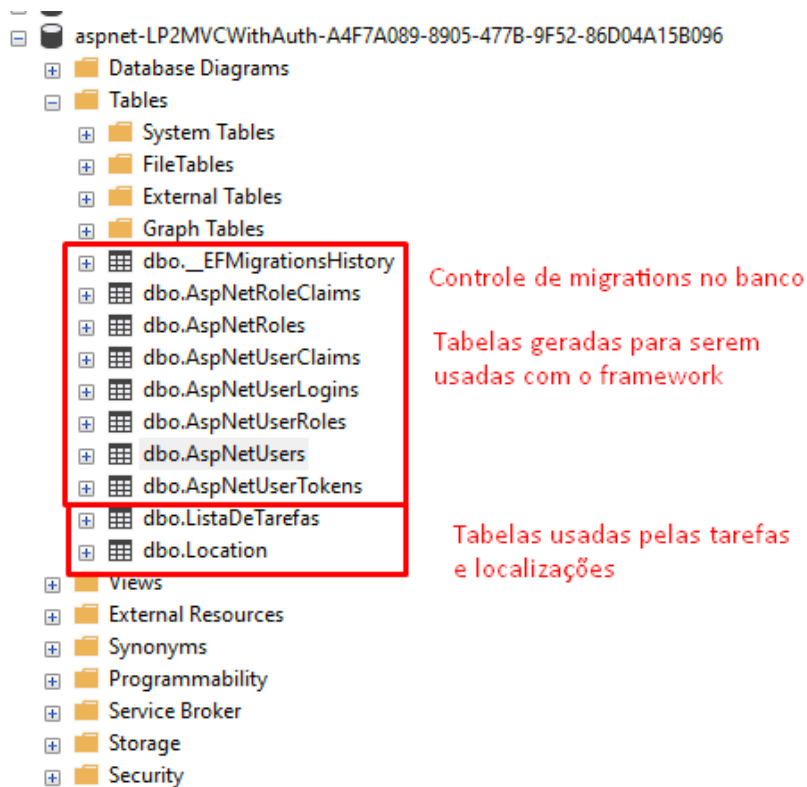 aspnet-LP2MVCWithAuth-A4F7A089-8905-477B-9F52-86D04A15B096
Database Diagrams
Tables
System Tables
FileTables
External Tables
Graph Tables
dbo.__EFMigrationsHistory
Controle de migrations no banco
dbo.AspNetRoleClaims
dbo.AspNetRoles
Tabelas geradas para serem
dbo.AspNetUserClaims
usadas com o framework
dbo.AspNetUserLogins
dbo.AspNetUserRoles
dbo.AspNetUsers
dbo.AspNetUserTokens
dbo.ListaDeTarefas
Tabelas usadas pelas tarefas
dbo.Location
e localizações
Views
External Resources
Synonyms
Programmability
Service Broker
Storage
Security